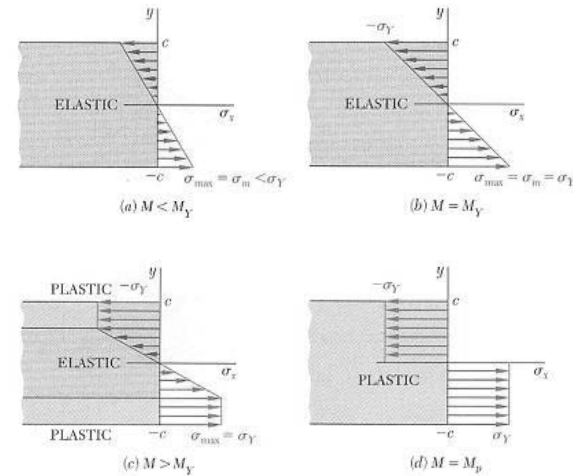 y
c
ELASTIC
σₓ
−c
σmax = σm < σY
(a) M < MY
y
−σY
c
ELASTIC
σₓ
−c
σmax = σm = σY
(b) M = MY
y
−σY
PLASTIC
c
ELASTIC
σₓ
PLASTIC
−c
σmax = σY
(c) M > MY
y
−σY
c
σₓ
PLASTIC
−c
σY
(d) M = Mp